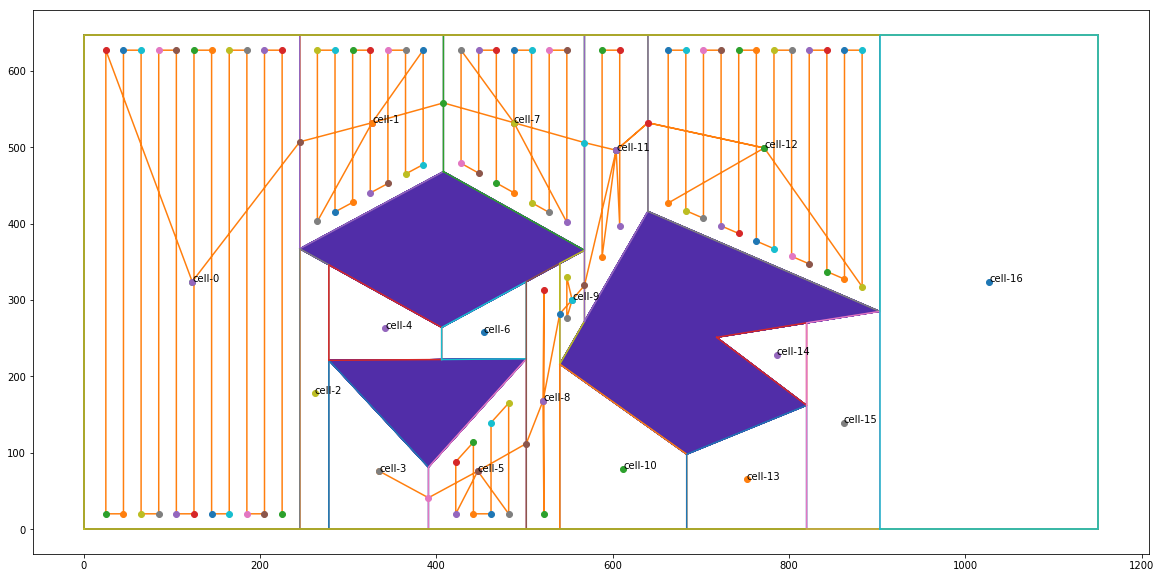 600
500
400
300
200
100
0
cell-1
cell-7
cell-11
cell-12
cell-0
cell-16
cell-9
cell-4
cell-6
cell-14
cell-2
cell-8
cell-15
cell-3
cell-5
cell-10
cell-13
0
200
400
600
800
1000
1200